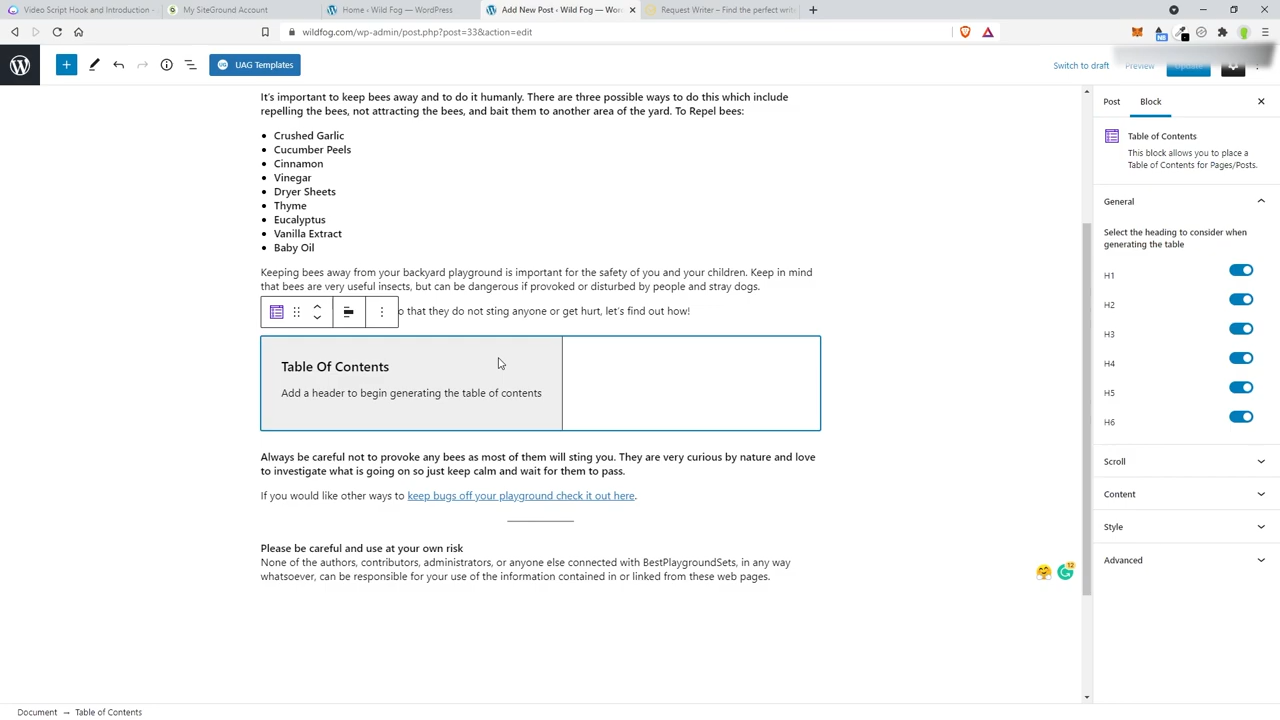 Video Script Hook and Introduction -
My SiteGround Account
Home ‹ Wild Fog — WordPress
Add New Post ‹ Wild Fog — Wor
Request Writer – Find the perfect writ
wildfog.com/wp-admin/post.php?post=33&action=edit
UAG Templates
Switch to draft
Preview
Update
It's important to keep bees away and to do it humanly. There are three possible ways to do this which include
repelling the bees, not attracting the bees, and bait them to another area of the yard. To Repel bees:
Crushed Garlic
Cucumber Peels
Cinnamon
Vinegar
Dryer Sheets
Thyme
Eucalyptus
Vanilla Extract
Baby Oil
Keeping bees away from your backyard playground is important for the safety of you and your children. Keep in mind
that bees are very useful insects, but can be dangerous if provoked or disturbed by people and stray dogs.
o that they do not sting anyone or get hurt, let's find out how!
Table Of Contents
Add a header to begin generating the table of contents
Always be careful not to provoke any bees as most of them will sting you. They are very curious by nature and love
to investigate what is going on so just keep calm and wait for them to pass.
If you would like other ways to keep bugs off your playground check it out here.
Please be careful and use at your own risk
None of the authors, contributors, administrators, or anyone else connected with BestPlaygroundSets, in any way
whatsoever, can be responsible for your use of the information contained in or linked from these web pages.
12
Post
Block
Table of Contents
This block allows you to place a
Table of Contents for Pages/Posts.
General
Select the heading to consider when
generating the table
H1
H2
H3
H4
H5
H6
Scroll
Content
Style
Advanced
Document → Table of Contents